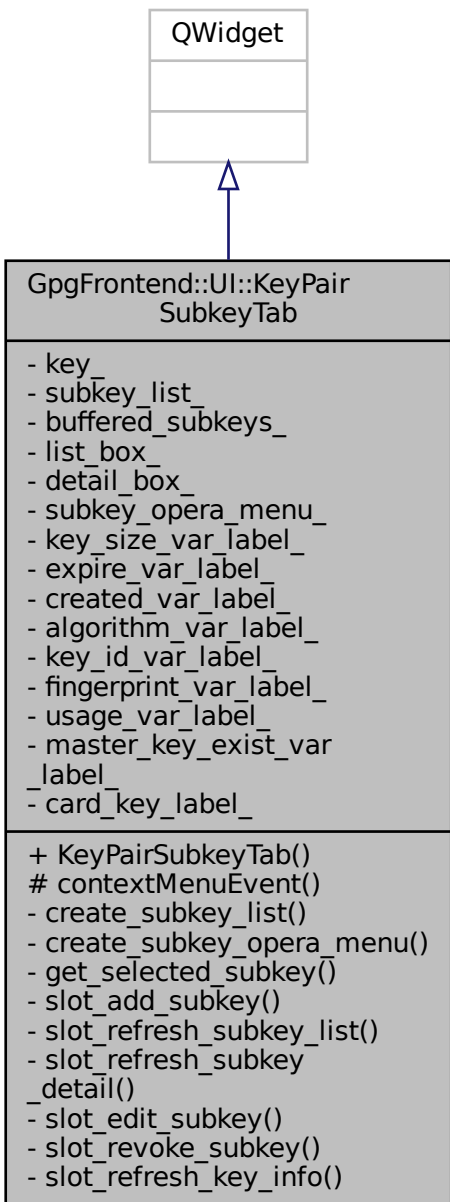 QWidget
GpgFrontend::UI::KeyPair
SubkeyTab
- key_
- subkey_list_
- buffered_subkeys_
- list_box_
- detail_box_
- subkey_opera_menu_
- key_size_var_label_
- expire_var_label_
- created_var_label_
- algorithm_var_label_
- key_id_var_label_
- fingerprint_var_label_
- usage_var_label_
- master_key_exist_var
_label_
- card_key_label_
+ KeyPairSubkeyTab()
# contextMenuEvent()
- create_subkey_list()
- create_subkey_opera_menu()
- get_selected_subkey()
- slot_add_subkey()
- slot_refresh_subkey_list()
- slot_refresh_subkey
_detail()
- slot_edit_subkey()
- slot_revoke_subkey()
- slot_refresh_key_info()